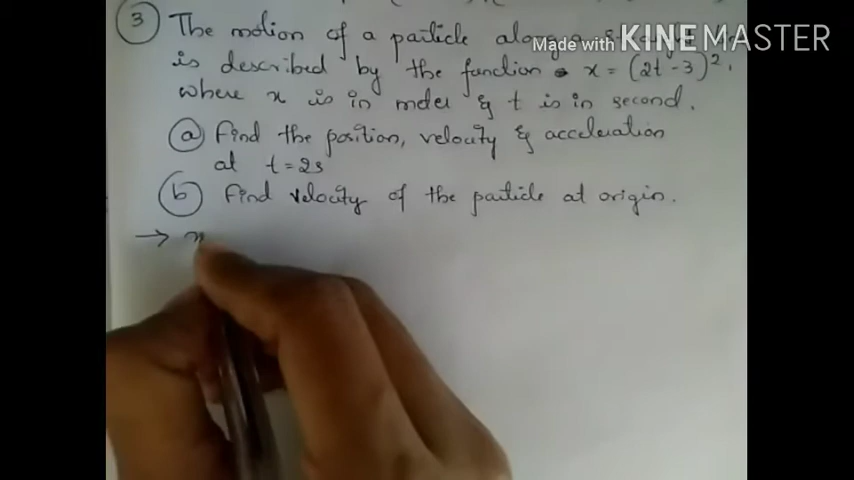 3 The motion of a particle along a
Made with KINEMASTER
is described by the function x = (2t - 3)².
where x is in meter & t is in second.
a Find the position, velocity & acceleration
at t = 2s
b Find velocity of the particle at origin.
→ x